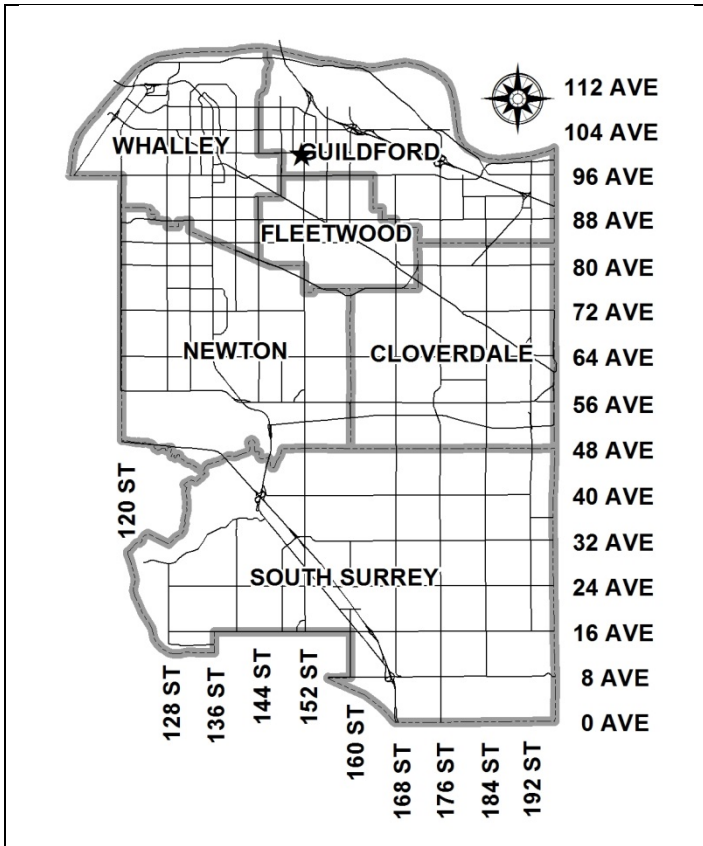 112 AVE
104 AVE
WHALLEY
GUILDFORD
96 AVE
88 AVE
FLEETWOOD
80 AVE
72 AVE
NEWTON
CLOVERDALE
64 AVE
56 AVE
48 AVE
120 ST
40 AVE
32 AVE
SOUTH SURREY
24 AVE
16 AVE
128 ST
136 ST
144 ST
152 ST
160 ST
8 AVE
0 AVE
168 ST
176 ST
184 ST
192 ST